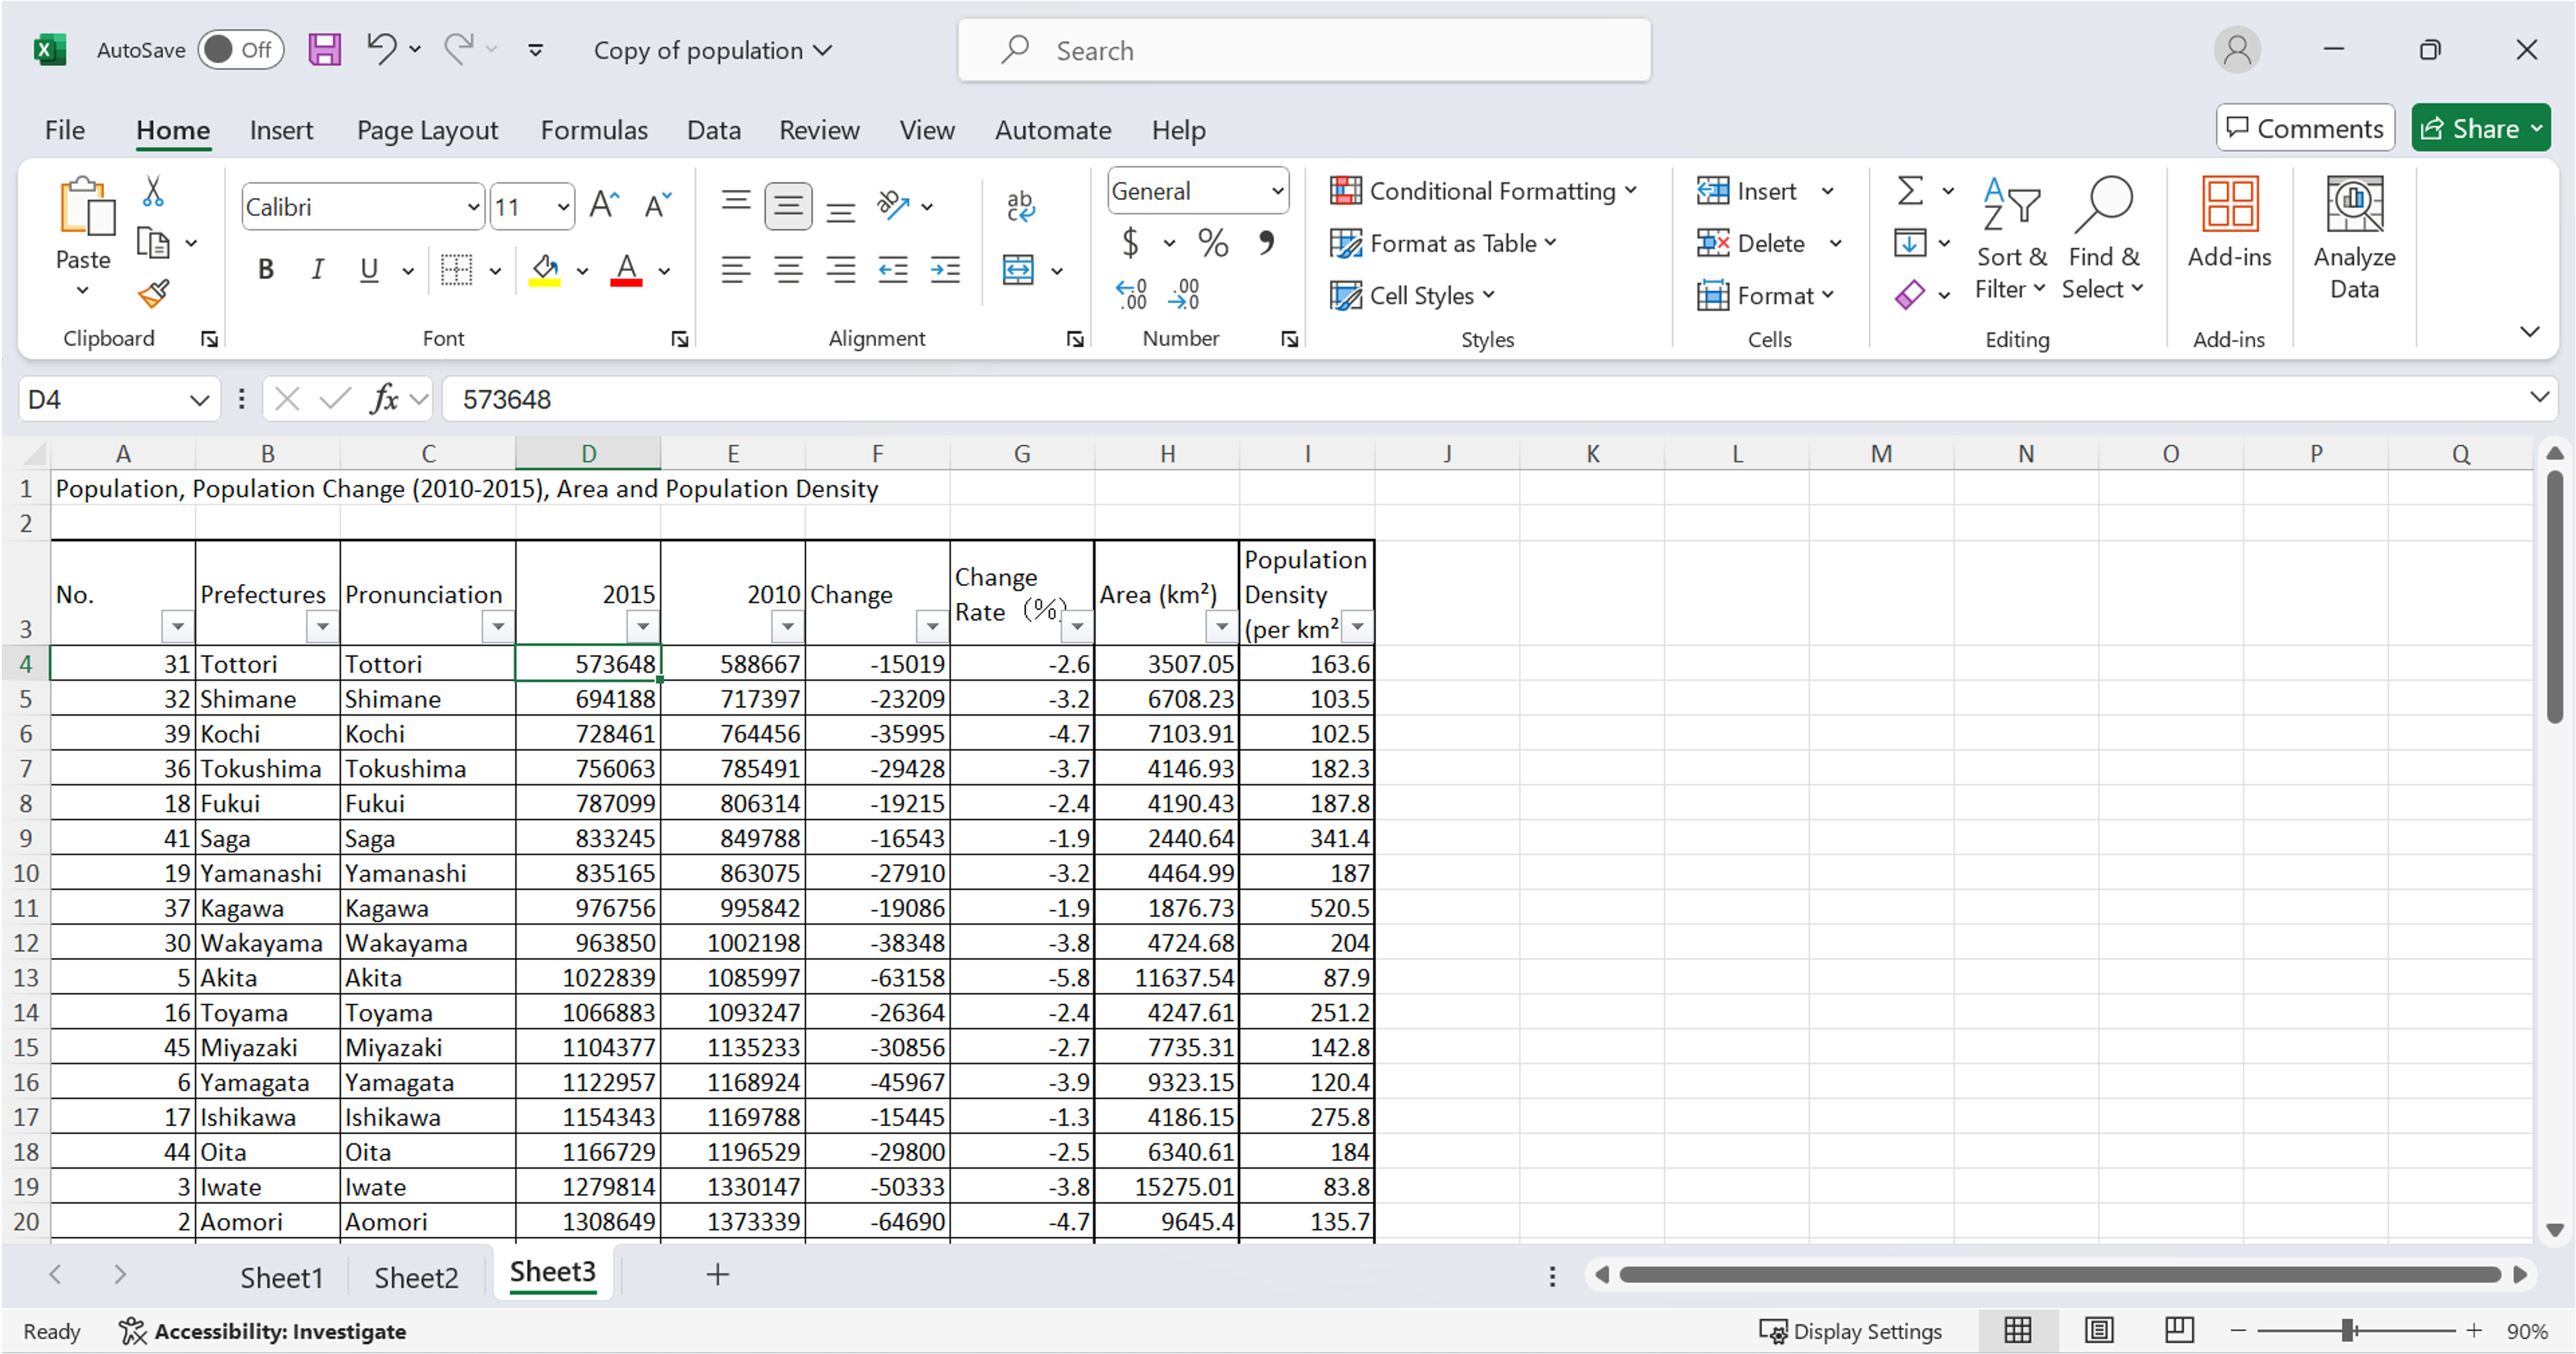 AutoSave Off Copy of population Search
File Home Insert Page Layout Formulas Data Review View Automate Help Comments Share
Paste
Clipboard
Calibri 11
B I U A
Font
ab
Alignment
General
$ % 9
Number
Conditional Formatting
Format as Table
Cell Styles
Styles
Insert
Delete
Format
Cells
Sort & Filter
Find & Select
Editing
Add-ins
Add-ins
Analyze Data
D4 fx 573648
A B C D E F G H I J K L M N O P Q
1 Population, Population Change (2010-2015), Area and Population Density
2
3 No. Prefectures Pronunciation 2015 2010 Change Change Rate (%) Area (km²) Population Density (per km²
4 31 Tottori Tottori 573648 588667 -15019 -2.6 3507.05 163.6
5 32 Shimane Shimane 694188 717397 -23209 -3.2 6708.23 103.5
6 39 Kochi Kochi 728461 764456 -35995 -4.7 7103.91 102.5
7 36 Tokushima Tokushima 756063 785491 -29428 -3.7 4146.93 182.3
8 18 Fukui Fukui 787099 806314 -19215 -2.4 4190.43 187.8
9 41 Saga Saga 833245 849788 -16543 -1.9 2440.64 341.4
10 19 Yamanashi Yamanashi 835165 863075 -27910 -3.2 4464.99 187
11 37 Kagawa Kagawa 976756 995842 -19086 -1.9 1876.73 520.5
12 30 Wakayama Wakayama 963850 1002198 -38348 -3.8 4724.68 204
13 5 Akita Akita 1022839 1085997 -63158 -5.8 11637.54 87.9
14 16 Toyama Toyama 1066883 1093247 -26364 -2.4 4247.61 251.2
15 45 Miyazaki Miyazaki 1104377 1135233 -30856 -2.7 7735.31 142.8
16 6 Yamagata Yamagata 1122957 1168924 -45967 -3.9 9323.15 120.4
17 17 Ishikawa Ishikawa 1154343 1169788 -15445 -1.3 4186.15 275.8
18 44 Oita Oita 1166729 1196529 -29800 -2.5 6340.61 184
19 3 Iwate Iwate 1279814 1330147 -50333 -3.8 15275.01 83.8
20 2 Aomori Aomori 1308649 1373339 -64690 -4.7 9645.4 135.7
Sheet1 Sheet2 Sheet3
Ready Accessibility: Investigate Display Settings 90%